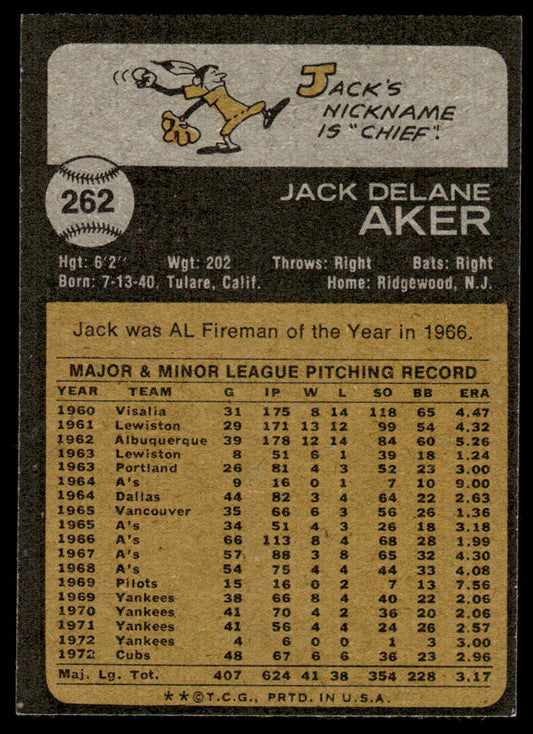 JACK'S
NICKNAME
IS "CHIEF".
262
JACK DELANE
AKER
Hgt: 6'2" Wgt: 202 Throws: Right Bats: Right
Born: 7-13-40, Tulare, Calif. Home: Ridgewood, N.J.
Jack was AL Fireman of the Year in 1966.
MAJOR & MINOR LEAGUE PITCHING RECORD
YEAR TEAM G IP W L SO BB ERA
1960 Visalia 31 175 8 14 118 65 4.47
1961 Lewiston 29 171 13 12 99 54 4.32
1962 Albuquerque 39 178 12 14 84 60 5.26
1963 Lewiston 8 51 6 1 39 18 1.24
1963 Portland 26 81 4 3 52 23 3.00
1964 A's 9 16 0 1 7 10 9.00
1964 Dallas 44 82 3 4 64 22 2.63
1965 Vancouver 35 66 6 3 56 26 1.36
1965 A's 34 51 4 3 26 18 3.18
1966 A's 66 113 8 4 68 28 1.99
1967 A's 57 88 3 8 65 32 4.30
1968 A's 54 75 4 4 44 33 4.08
1969 Pilots 15 16 0 2 7 13 7.56
1969 Yankees 38 66 8 4 40 22 2.06
1970 Yankees 41 70 4 2 36 20 2.06
1971 Yankees 41 56 4 4 24 26 2.57
1972 Yankees 4 6 0 0 1 3 3.00
1972 Cubs 48 67 6 6 36 23 2.96
Maj. Lg. Tot. 407 624 41 38 354 228 3.17
**©T.C.G., PRTD. IN U.S.A.